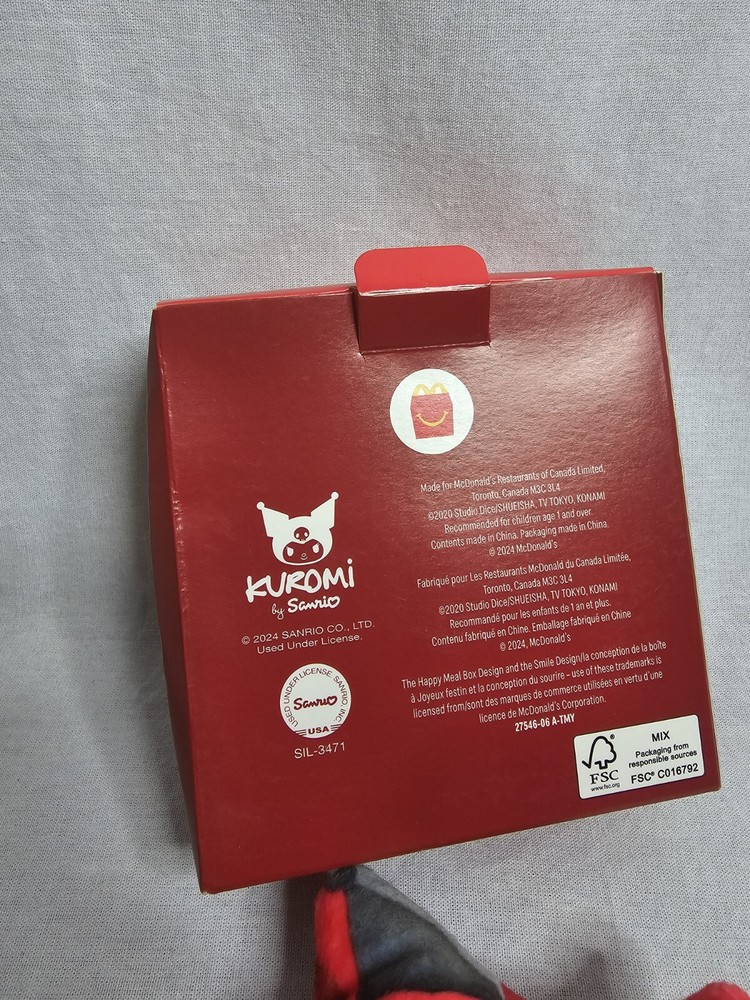 Made for McDonald's Restaurants of Canada Limited,
Toronto, Canada M3C 3L4
©2020 Studio Dice/SHUEISHA, TV TOKYO, KONAMI
Recommended for children age 1 and over.
Contents made in China. Packaging made in China.
© 2024 McDonald's
Fabriqué pour Les Restaurants McDonald du Canada Limitée,
Toronto, Canada M3C 3L4
©2020 Studio Dice/SHUEISHA, TV TOKYO, KONAMI
Recommandé pour les enfants de 1 an et plus.
Contenu fabriqué en Chine. Emballage fabriqué en Chine
© 2024, McDonald's
The Happy Meal Box Design and the Smile Design/la conception de la boîte
à Joyeux festin et la conception du sourire – use of these trademarks is
licensed from/sont des marques de commerce utilisées en vertu d'une
licence de McDonald's Corporation.
27546-06 A-TMY
KUROMI
by Sanrio
© 2024 SANRIO CO., LTD.
Used Under License.
USED UNDER LICENSE. SANRIO, INC.
Sanrio
USA
SIL-3471
FSC
www.fsc.org
MIX
Packaging from
responsible sources
FSC® C016792